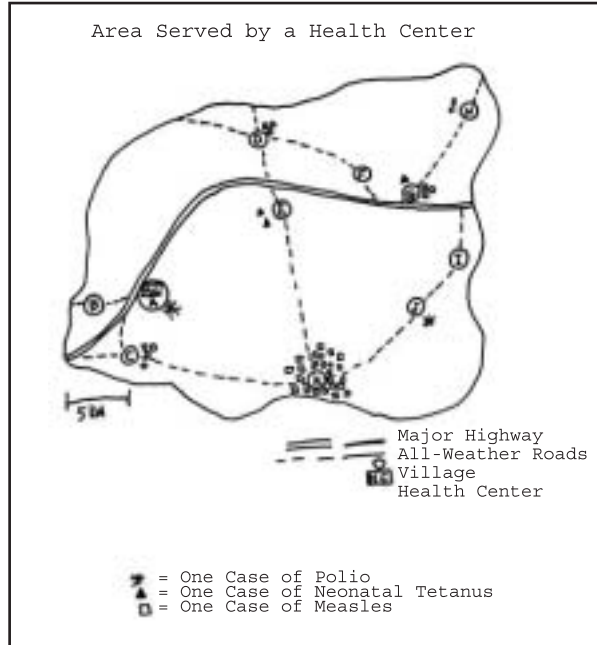 Area Served by a Health Center
H
B
C
I
5 km
Major Highway
All-Weather Roads
Village
Health Center
= One Case of Polio
= One Case of Neonatal Tetanus
= One Case of Measles